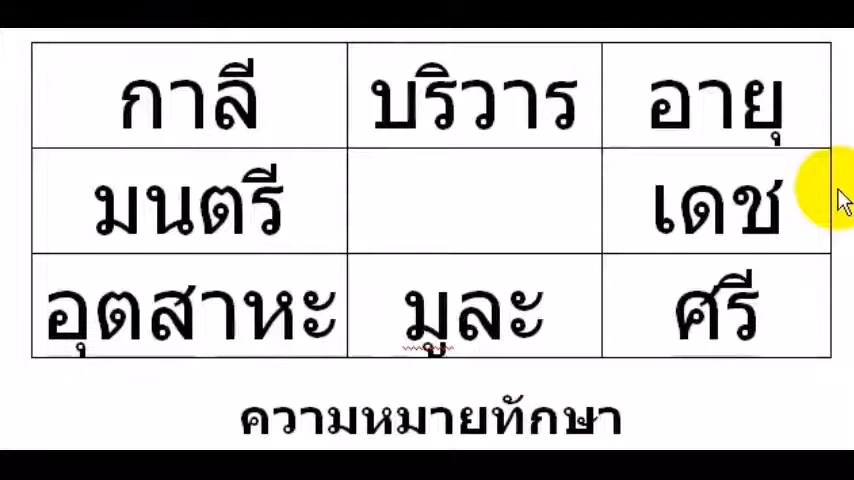 กาลี บริวาร อายุ
มนตรี เดช
อุตสาหะ มูละ ศรี
ความหมายทักษา